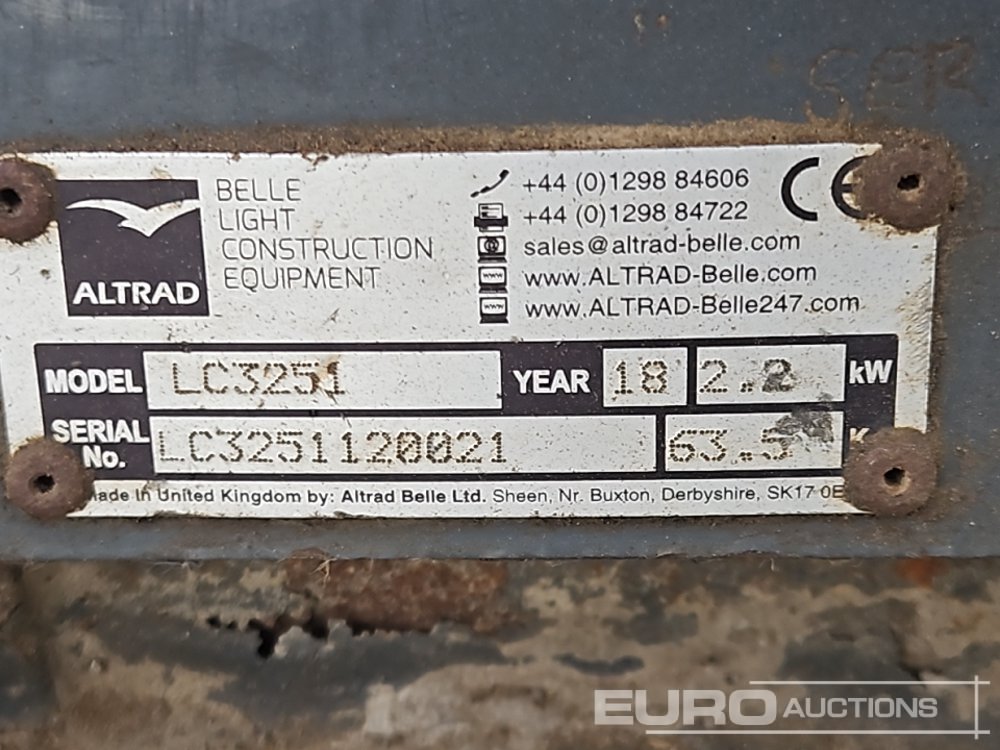 SER
BELLE
LIGHT
CONSTRUCTION
EQUIPMENT
ALTRAD
+44 (0)1298 84606
+44 (0)1298 84722
sales@altrad-belle.com
www.ALTRAD-Belle.com
www.ALTRAD-Belle247.com
CE
MODEL LC3251 YEAR 18 2.2 kW
SERIAL No. LC3251120021 63.5
Made in United Kingdom by: Altrad Belle Ltd. Sheen, Nr. Buxton, Derbyshire, SK17
EURO AUCTIONS